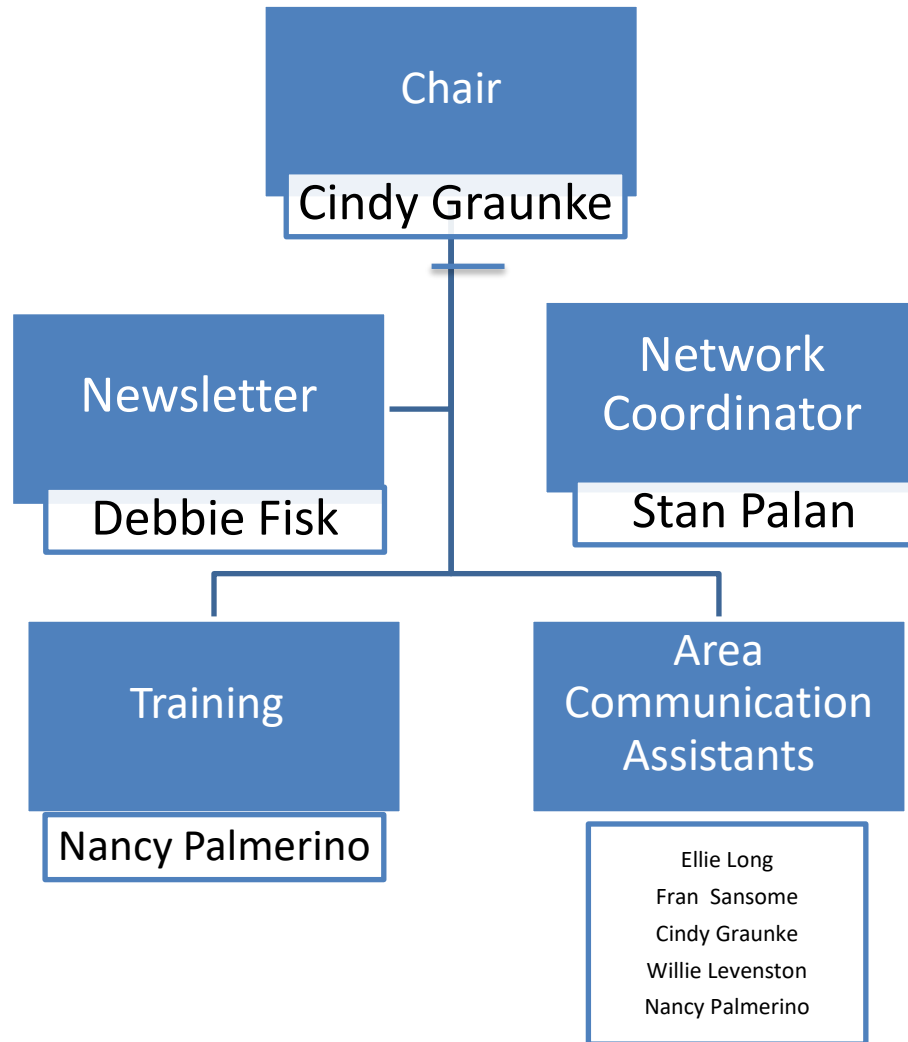 Chair
Cindy Graunke
Newsletter
Debbie Fisk
Network
Coordinator
Stan Palan
Training
Nancy Palmerino
Area
Communication
Assistants
Ellie Long
Fran  Sansome
Cindy Graunke
Willie Levenston
Nancy Palmerino